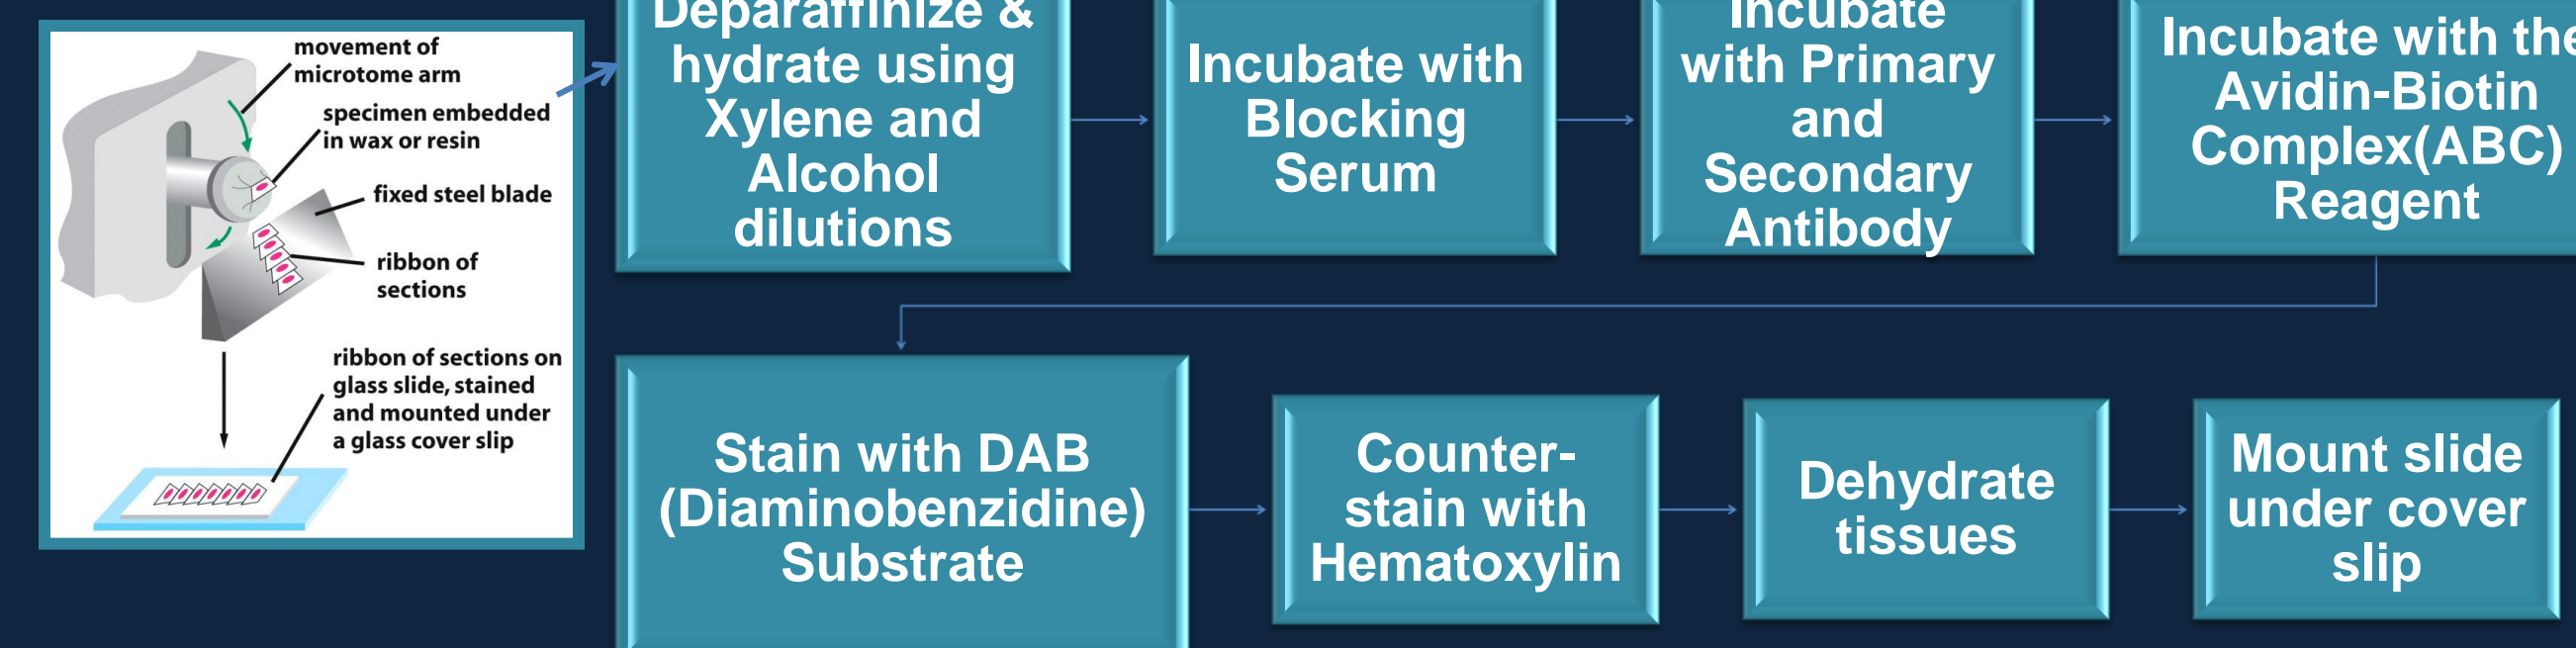 movement of
microtome arm
specimen embedded
in wax or resin
fixed steel blade
ribbon of
sections
ribbon of sections on
glass slide, stained
and mounted under
a glass cover slip
Deparaffinize &
hydrate using
Xylene and
Alcohol
dilutions
Incubate with
Blocking
Serum
Incubate
with Primary
and
Secondary
Antibody
Incubate with the
Avidin-Biotin
Complex(ABC)
Reagent
Stain with DAB
(Diaminobenzidine)
Substrate
Counter-
stain with
Hematoxylin
Dehydrate
tissues
Mount slide
under cover
slip